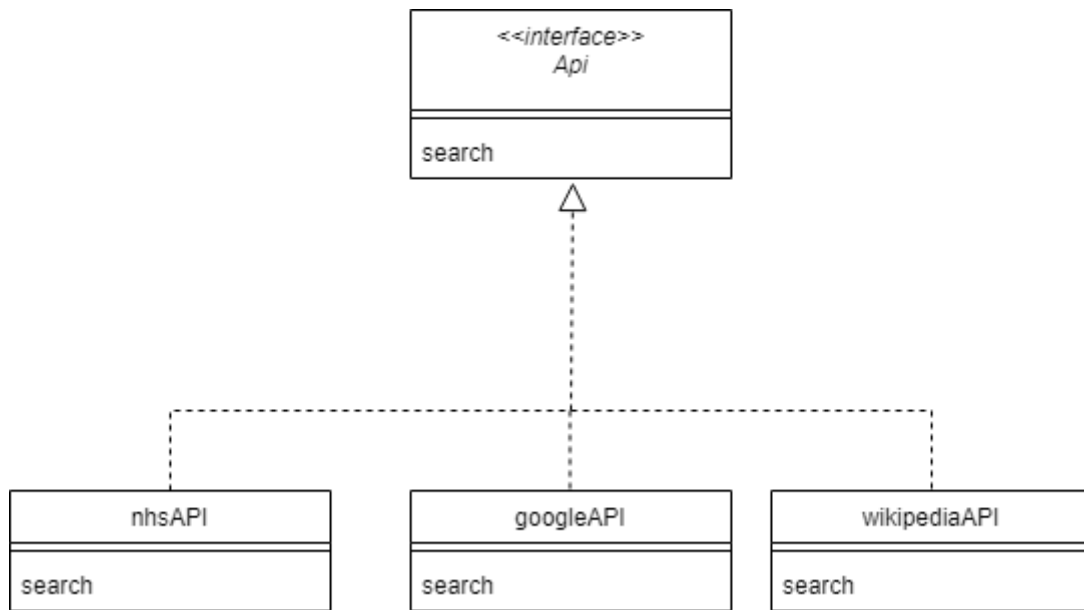 <<interface>>
Api
search
nhsAPI
search
googleAPI
search
wikipediaAPI
search